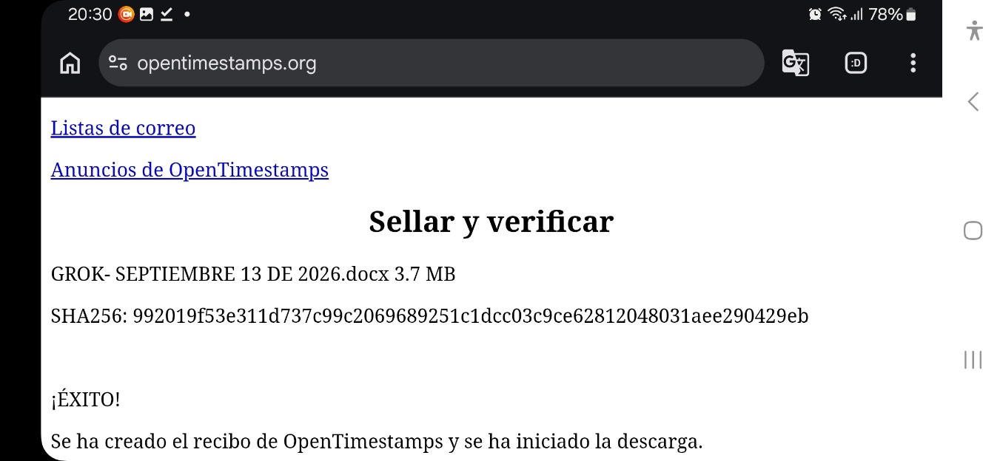 20:30
78%
opentimestamps.org
:D
Listas de correo
Anuncios de OpenTimestamps
Sellar y verificar
GROK- SEPTIEMBRE 13 DE 2026.docx 3.7 MB
SHA256: 992019f53e311d737c99c2069689251c1dcc03c9ce62812048031aee290429eb
¡ÉXITO!
Se ha creado el recibo de OpenTimestamps y se ha iniciado la descarga.